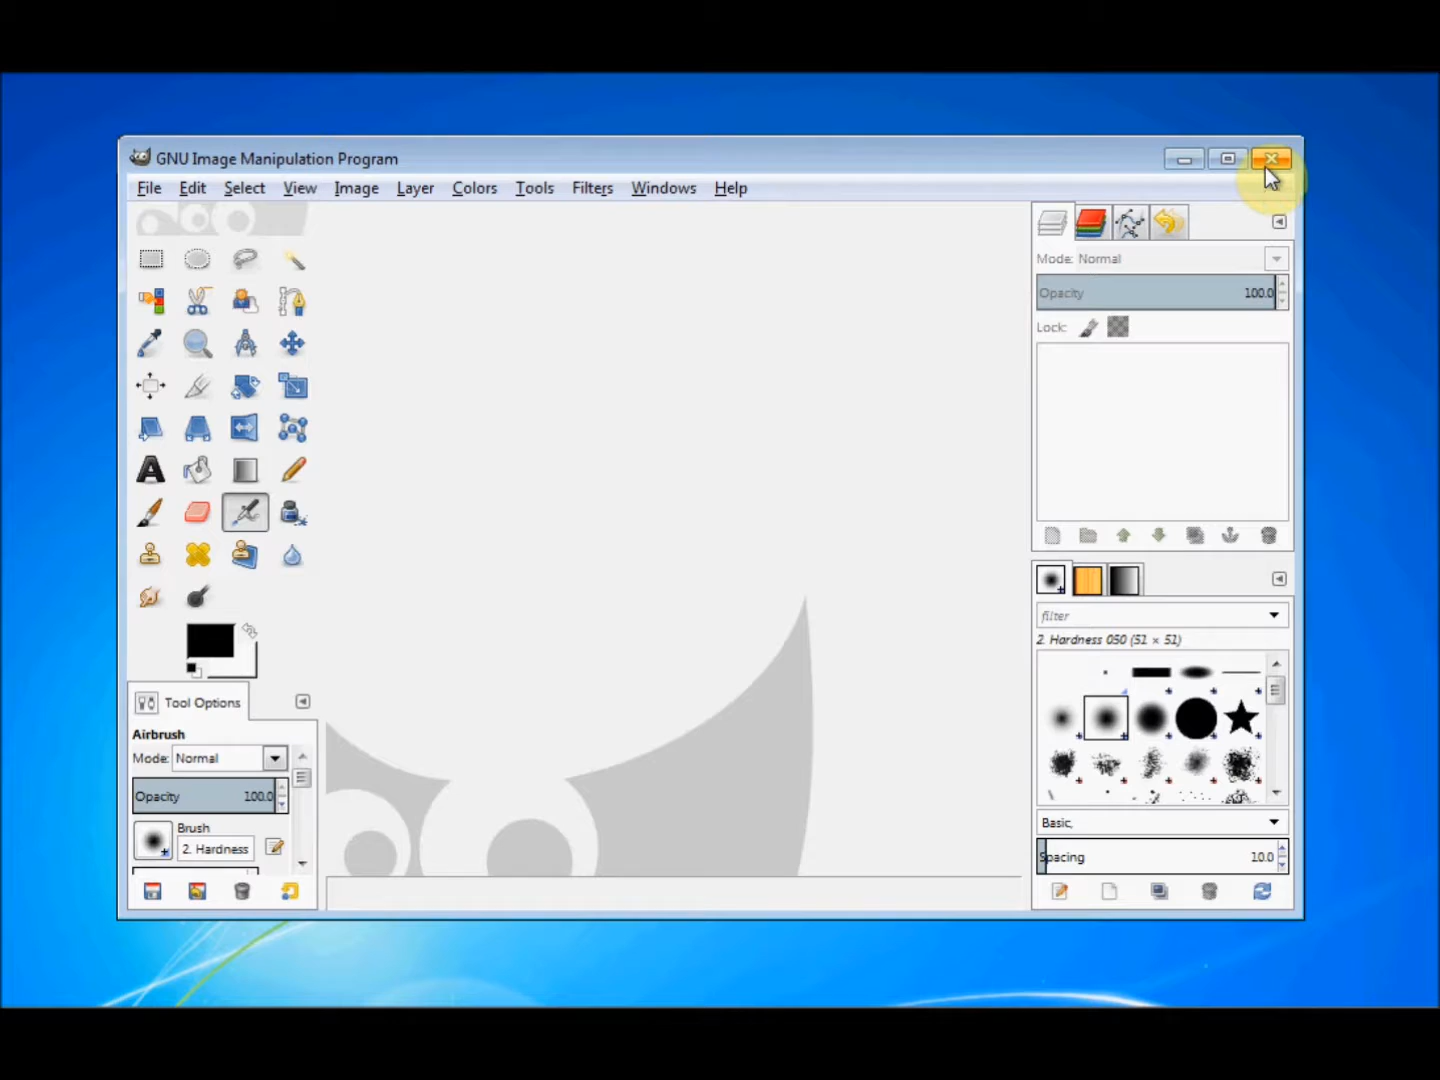 GNU Image Manipulation Program
File Edit Select View Image Layer Colors Tools Filters Windows Help
Mode: Normal
Opacity 100.0
Lock:
filter
2. Hardness 050 (51 × 51)
Basic,
Spacing 10.0
Tool Options
Airbrush
Mode: Normal
Opacity 100.0
Brush
2. Hardness